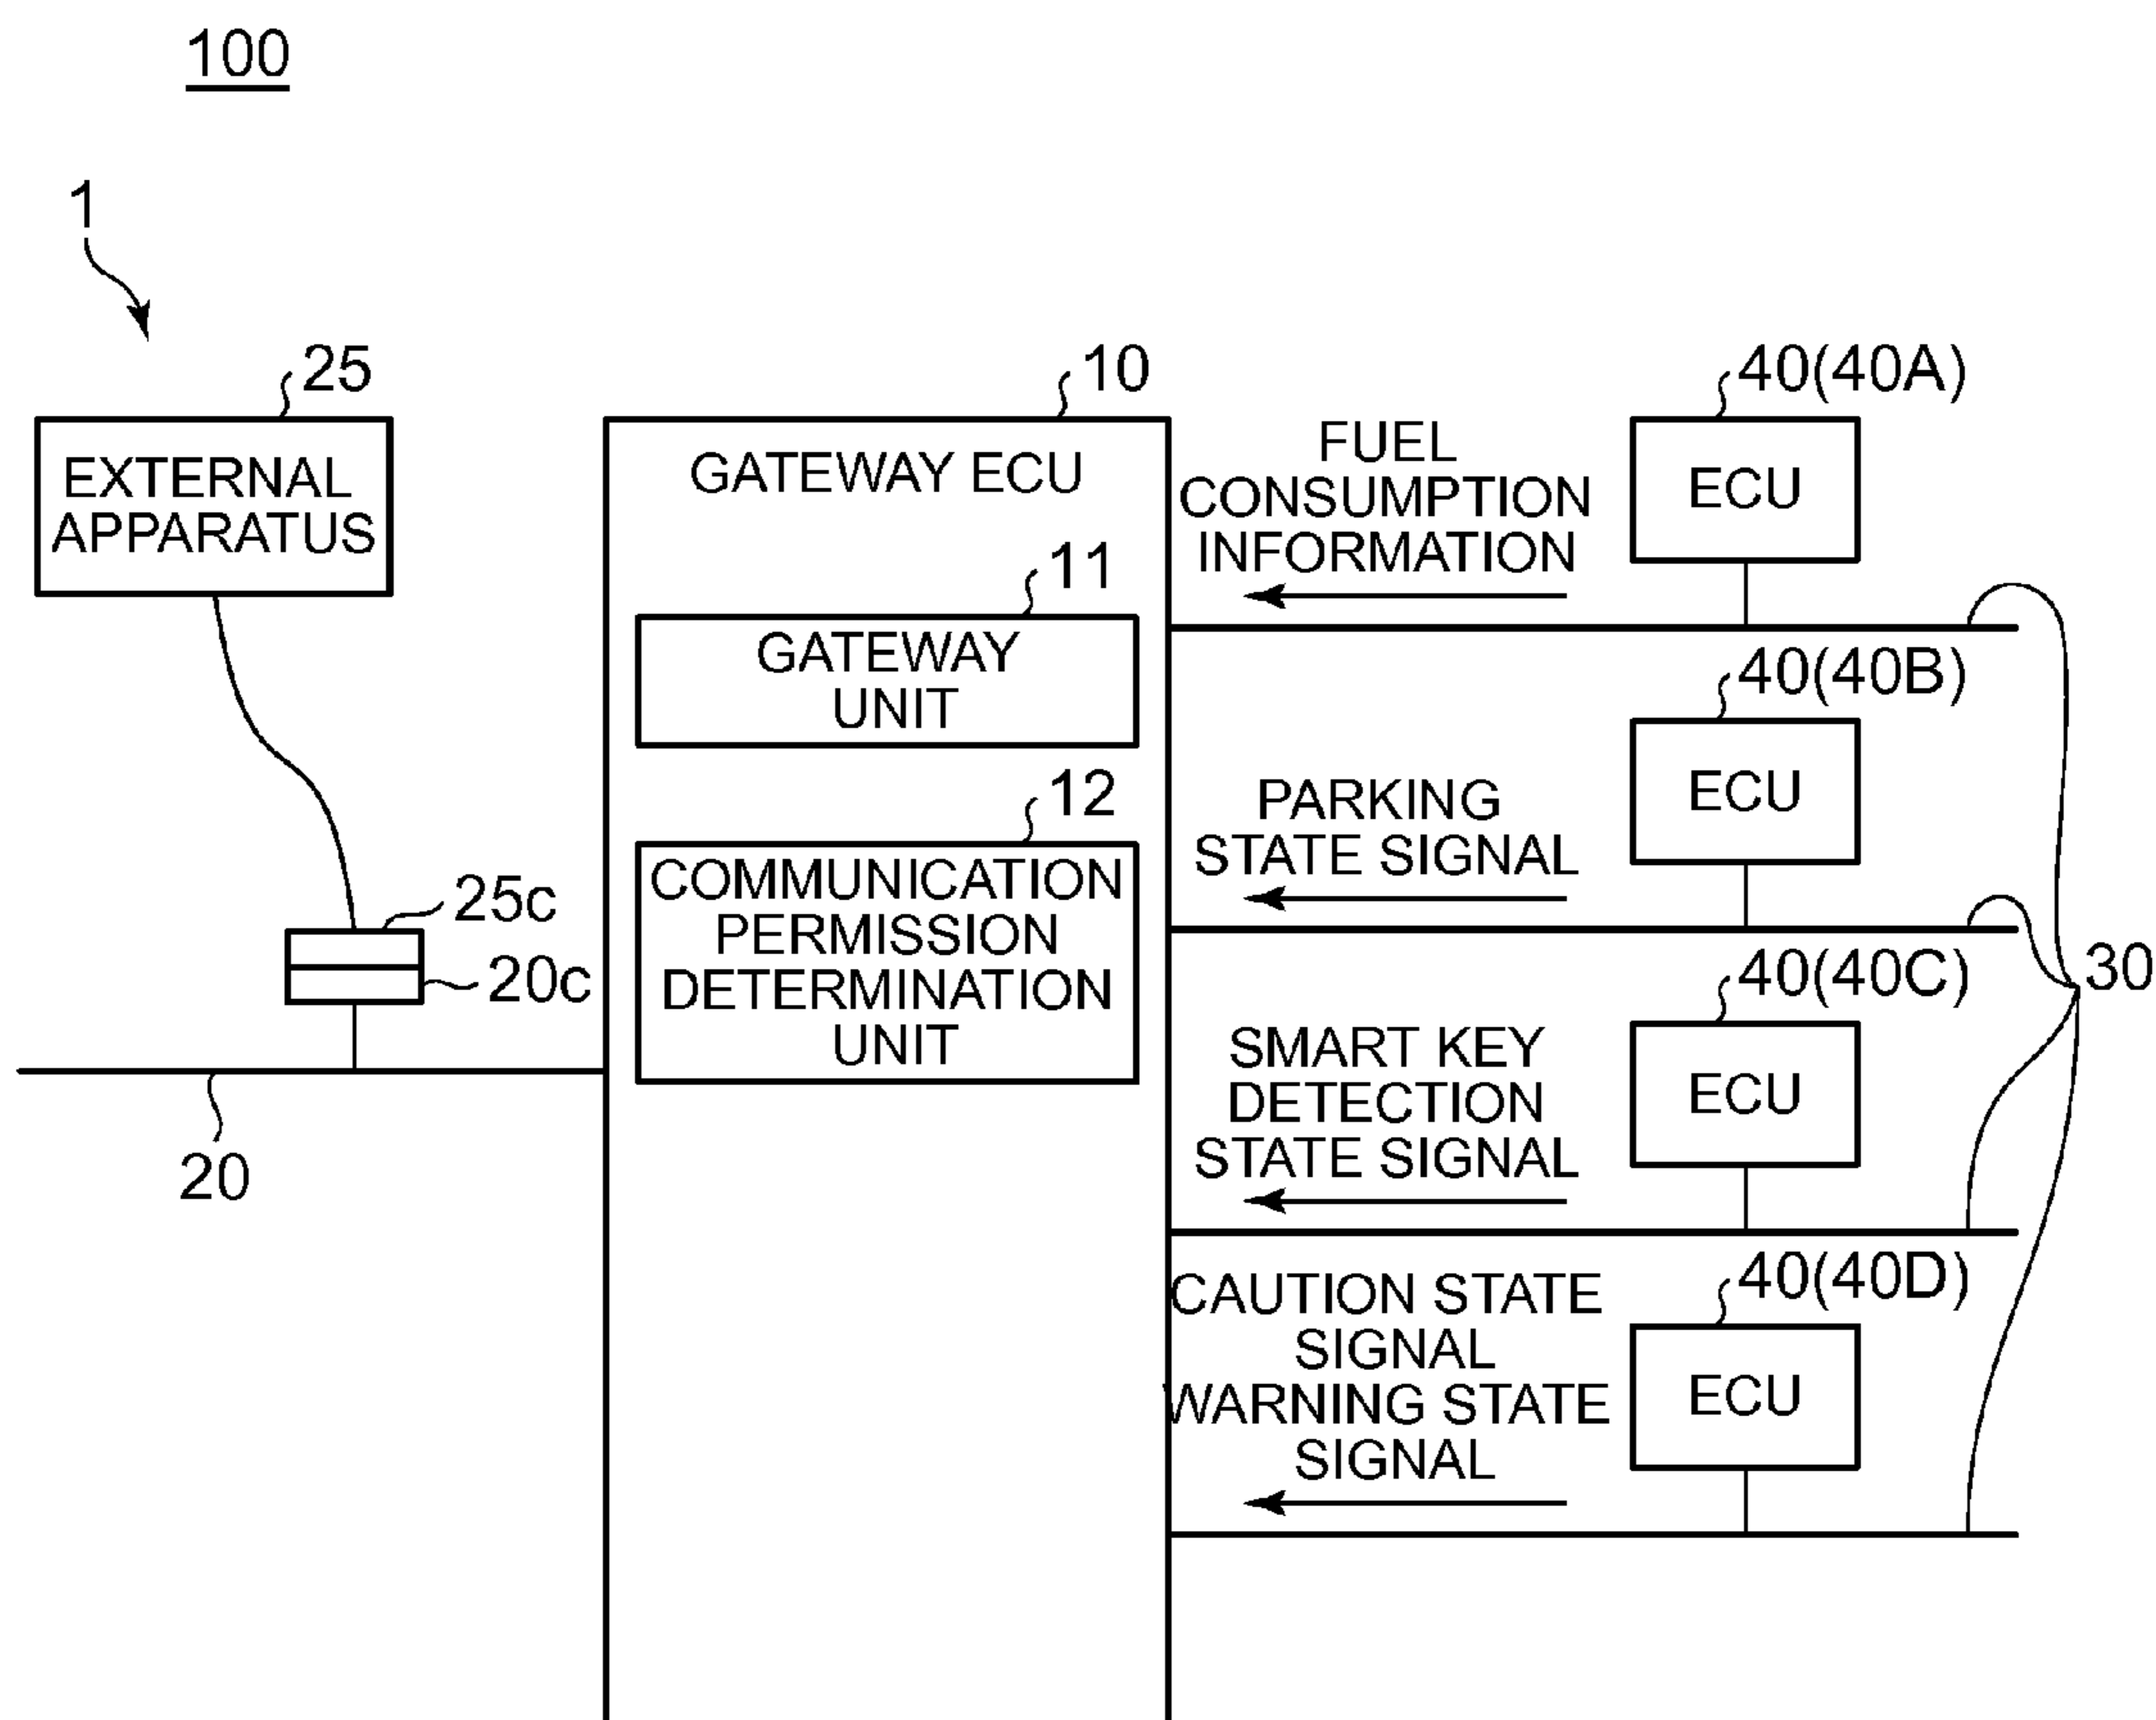 100
1
25
EXTERNAL
APPARATUS
25c
20c
20
10
GATEWAY ECU
11
GATEWAY
UNIT
12
COMMUNICATION
PERMISSION
DETERMINATION
UNIT
FUEL
CONSUMPTION
INFORMATION
40(40A)
ECU
PARKING
STATE SIGNAL
40(40B)
ECU
SMART KEY
DETECTION
STATE SIGNAL
40(40C)
ECU
30
CAUTION STATE
SIGNAL
WARNING STATE
SIGNAL
40(40D)
ECU